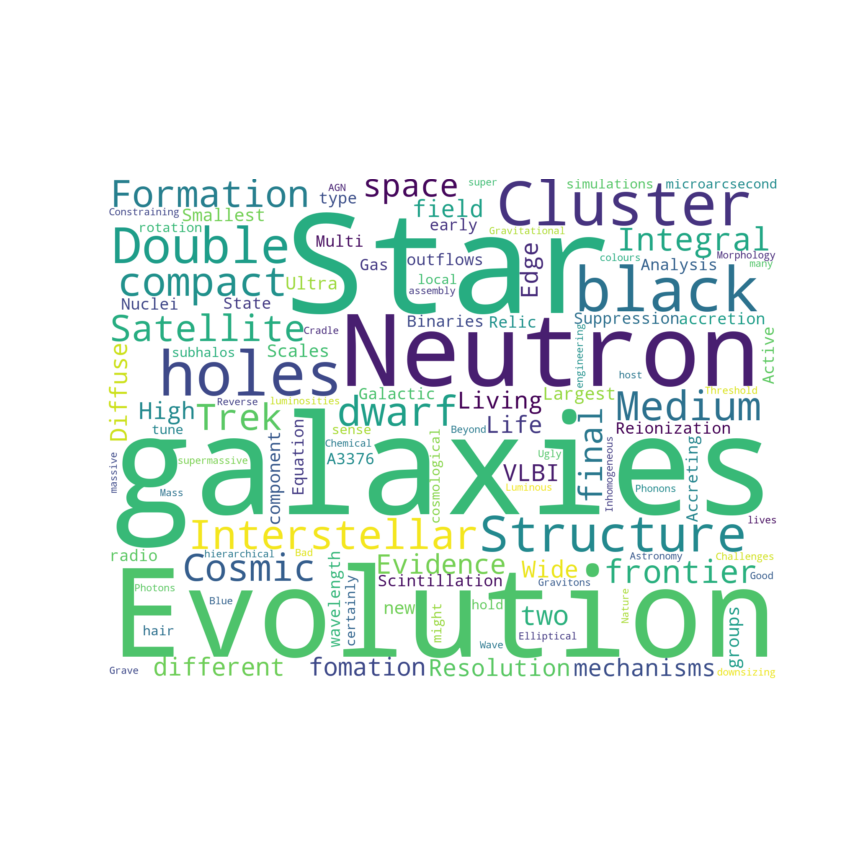 Formation AGN type space super simulations microarcsecond
Constraining Smallest field Cluster
rotation early Gravitational Integral
Double Star Multi outflows Edge colours Morphology
Gas local Analysis many
compact Ultra assembly black
Nuclei State
Satellite Cradle Binaries Relic Suppression accretion
Neutron engineering
subhalos Scales host Active
Diffuse holes Galactic Living Largest Threshold
Reverse luminosities
High Trek dwarf Life Medium
tune sense Beyond final Reionization
Chemical Ugly
massive supermassive component Equation A3376 cosmological VLBI Inhomogeneous Accreting
galaxies
Mass Luminous Phonons
lives
Interstellar Structure
radio hierarchical Bad Evidence Astronomy Challenges
Cosmic Scintillation Wide frontier
Photons Gravitons Good
Blue wavelength certainly new might hold two Nature groups
Evolution
hair Elliptical
Wave
Grave different fomation Resolution mechanisms downsizing